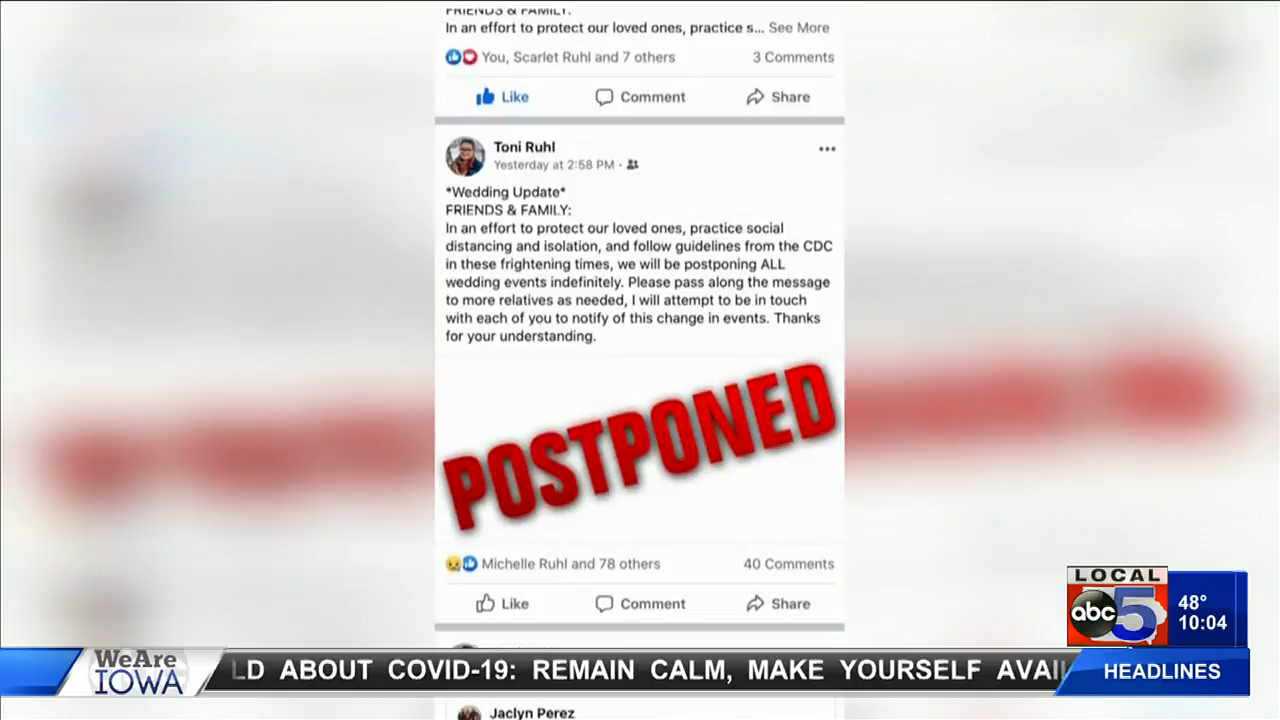 FRIENDS & FAMILY:
In an effort to protect our loved ones, practice s... See More
You, Scarlet Ruhl and 7 others 3 Comments
Like Comment Share
Toni Ruhl
Yesterday at 2:58 PM ·
*Wedding Update*
FRIENDS & FAMILY:
In an effort to protect our loved ones, practice social
distancing and isolation, and follow guidelines from the CDC
in these frightening times, we will be postponing ALL
wedding events indefinitely. Please pass along the message
to more relatives as needed, I will attempt to be in touch
with each of you to notify of this change in events. Thanks
for your understanding.
POSTPONED
Michelle Ruhl and 78 others 40 Comments
Like Comment Share
LOCAL
abc 5
48°
10:04
WeAre
IOWA
LD ABOUT COVID-19: REMAIN CALM, MAKE YOURSELF AVAI
HEADLINES
Jaclyn Perez